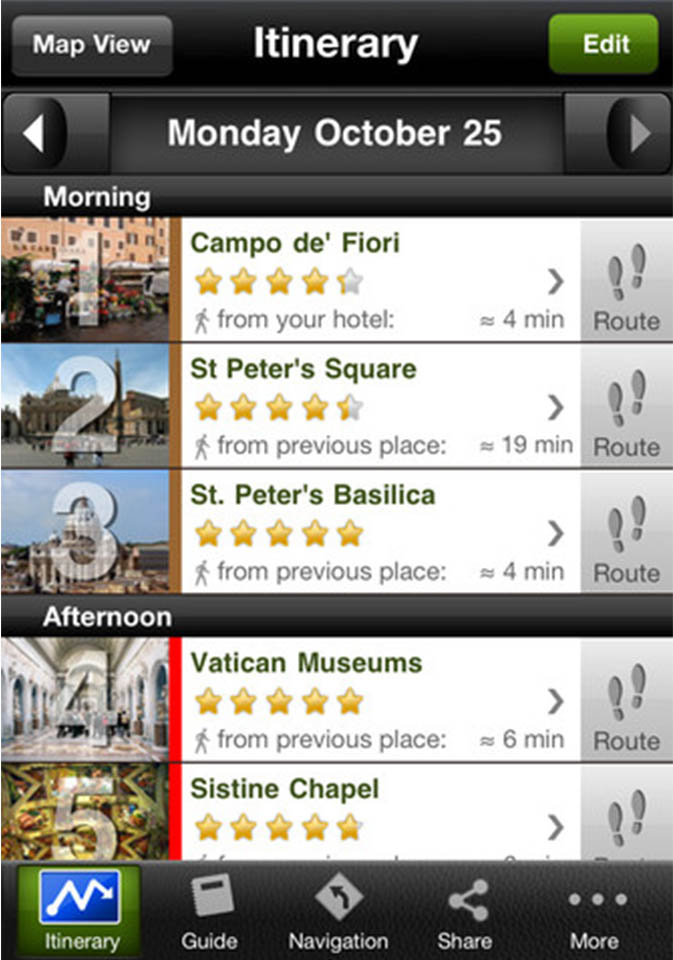 Map View
Itinerary
Edit
Monday October 25
Morning
1
Campo de' Fiori
from your hotel:
≈ 4 min
Route
2
St Peter's Square
from previous place:
≈ 19 min
Route
3
St. Peter's Basilica
from previous place:
≈ 4 min
Route
Afternoon
4
Vatican Museums
from previous place:
≈ 6 min
Route
5
Sistine Chapel
Itinerary
Guide
Navigation
Share
More